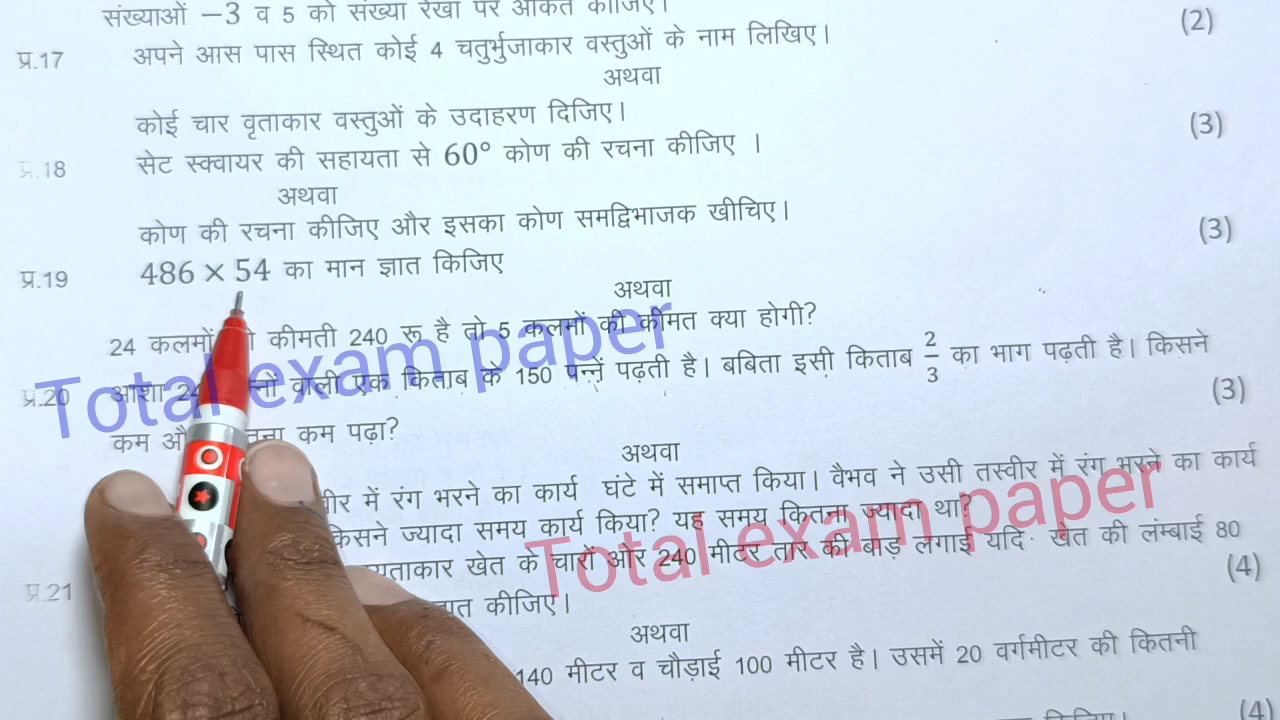 संख्याओं −3 व 5 को संख्या रेखा पर अंकित कीजिए।
(2)
प्र.17 अपने आस पास स्थित कोई 4 चतुर्भुजाकार वस्तुओं के नाम लिखिए।
अथवा
कोई चार वृताकार वस्तुओं के उदाहरण दिजिए।
(3)
प्र.18 सेट स्क्वायर की सहायता से 60° कोण की रचना कीजिए ।
अथवा
कोण की रचना कीजिए और इसका कोण समद्विभाजक खीचिए।
(3)
प्र.19 486 × 54 का मान ज्ञात किजिए
अथवा
24 कलमों कीमती 240 रू है तो 5 कलमों की कीमत क्या होगी?
प्र.20 आशा वाली एक किताब के 150 पन्नें पढ़ती है। बबिता इसी किताब 2/3 का भाग पढ़ती है। किसने
(3)
कम कम पढ़ा?
अथवा
में रंग भरने का कार्य घंटे में समाप्त किया। वैभव ने उसी तस्वीर में रंग भरने का कार्य
किसने ज्यादा समय कार्य किया? यह समय कितना ज्यादा था?
प्र.21 खेत के चारों ओर 240 मीटर तार की बाड़ लगाई यदि खेत की लंम्बाई 80
(4)
कीजिए।
अथवा
140 मीटर व चौड़ाई 100 मीटर है। उसमें 20 वर्गमीटर की कितनी
(4)
Total exam paper
Total exam paper